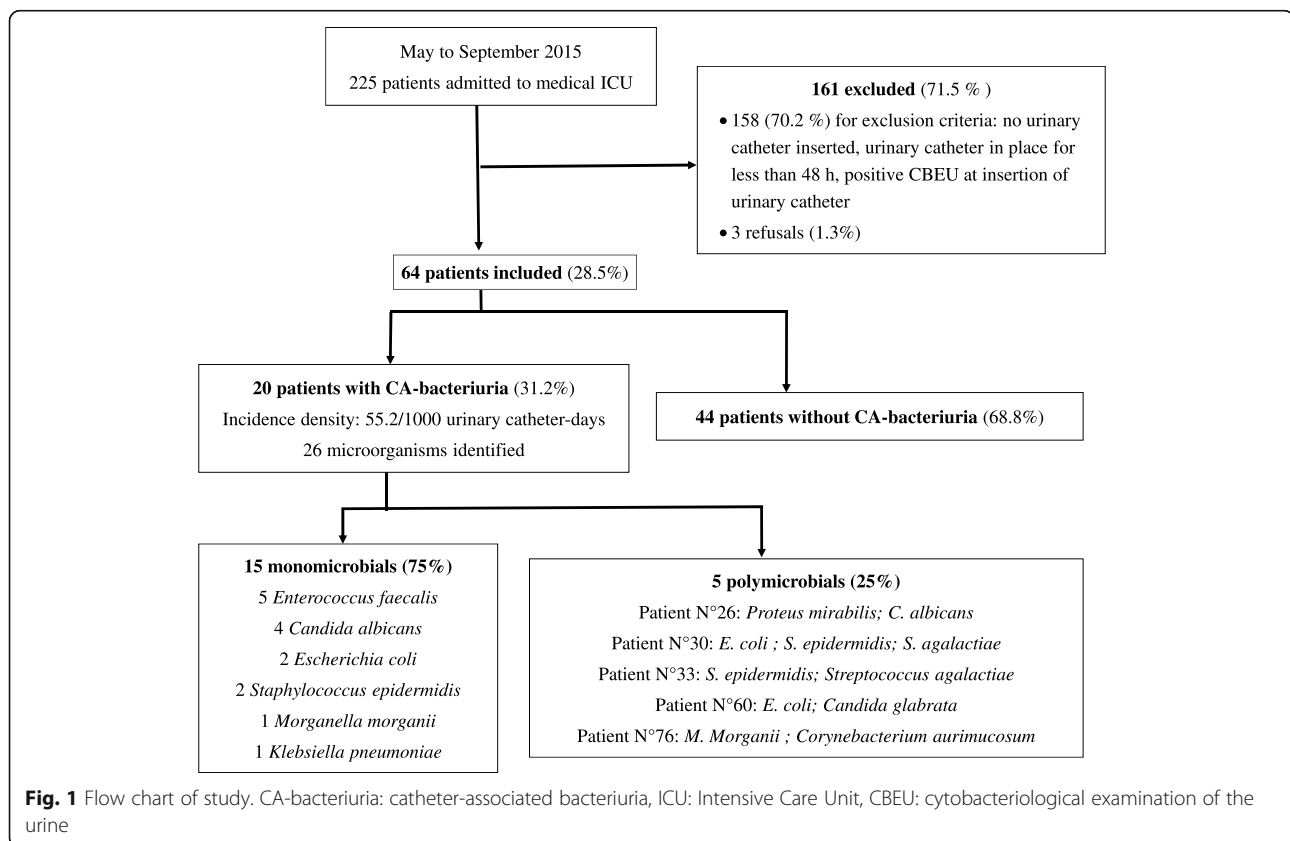 May to September 2015
225 patients admitted to medical ICU
161 excluded (71.5 % )
• 158 (70.2 %) for exclusion criteria: no urinary
catheter inserted, urinary catheter in place for
less than 48 h, positive CBEU at insertion of
urinary catheter
• 3 refusals (1.3%)
64 patients included (28.5%)
20 patients with CA-bacteriuria (31.2%)
Incidence density: 55.2/1000 urinary catheter-days
26 microorganisms identified
44 patients without CA-bacteriuria (68.8%)
15 monomicrobials (75%)
5 Enterococcus faecalis
4 Candida albicans
2 Escherichia coli
2 Staphylococcus epidermidis
1 Morganella morganii
1 Klebsiella pneumoniae
5 polymicrobials (25%)
Patient N°26: Proteus mirabilis; C. albicans
Patient N°30: E. coli ; S. epidermidis; S. agalactiae
Patient N°33: S. epidermidis; Streptococcus agalactiae
Patient N°60: E. coli; Candida glabrata
Patient N°76: M. Morganii ; Corynebacterium aurimucosum
Fig. 1 Flow chart of study. CA-bacteriuria: catheter-associated bacteriuria, ICU: Intensive Care Unit, CBEU: cytobacteriological examination of the
urine